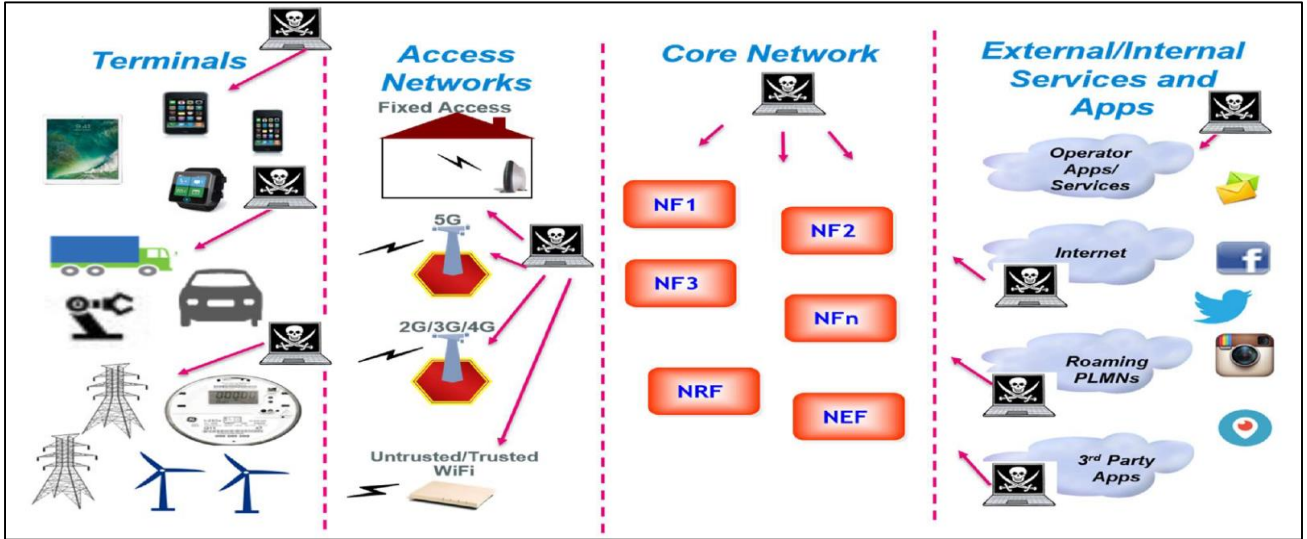 Terminals
Access
Networks
Fixed Access
5G
2G/3G/4G
Untrusted/Trusted
WiFi
Core Network
NF1
NF2
NF3
NFn
NRF
NEF
External/Internal
Services and
Apps
Operator
Apps/
Services
Internet
Roaming
PLMNs
3rd Party
Apps